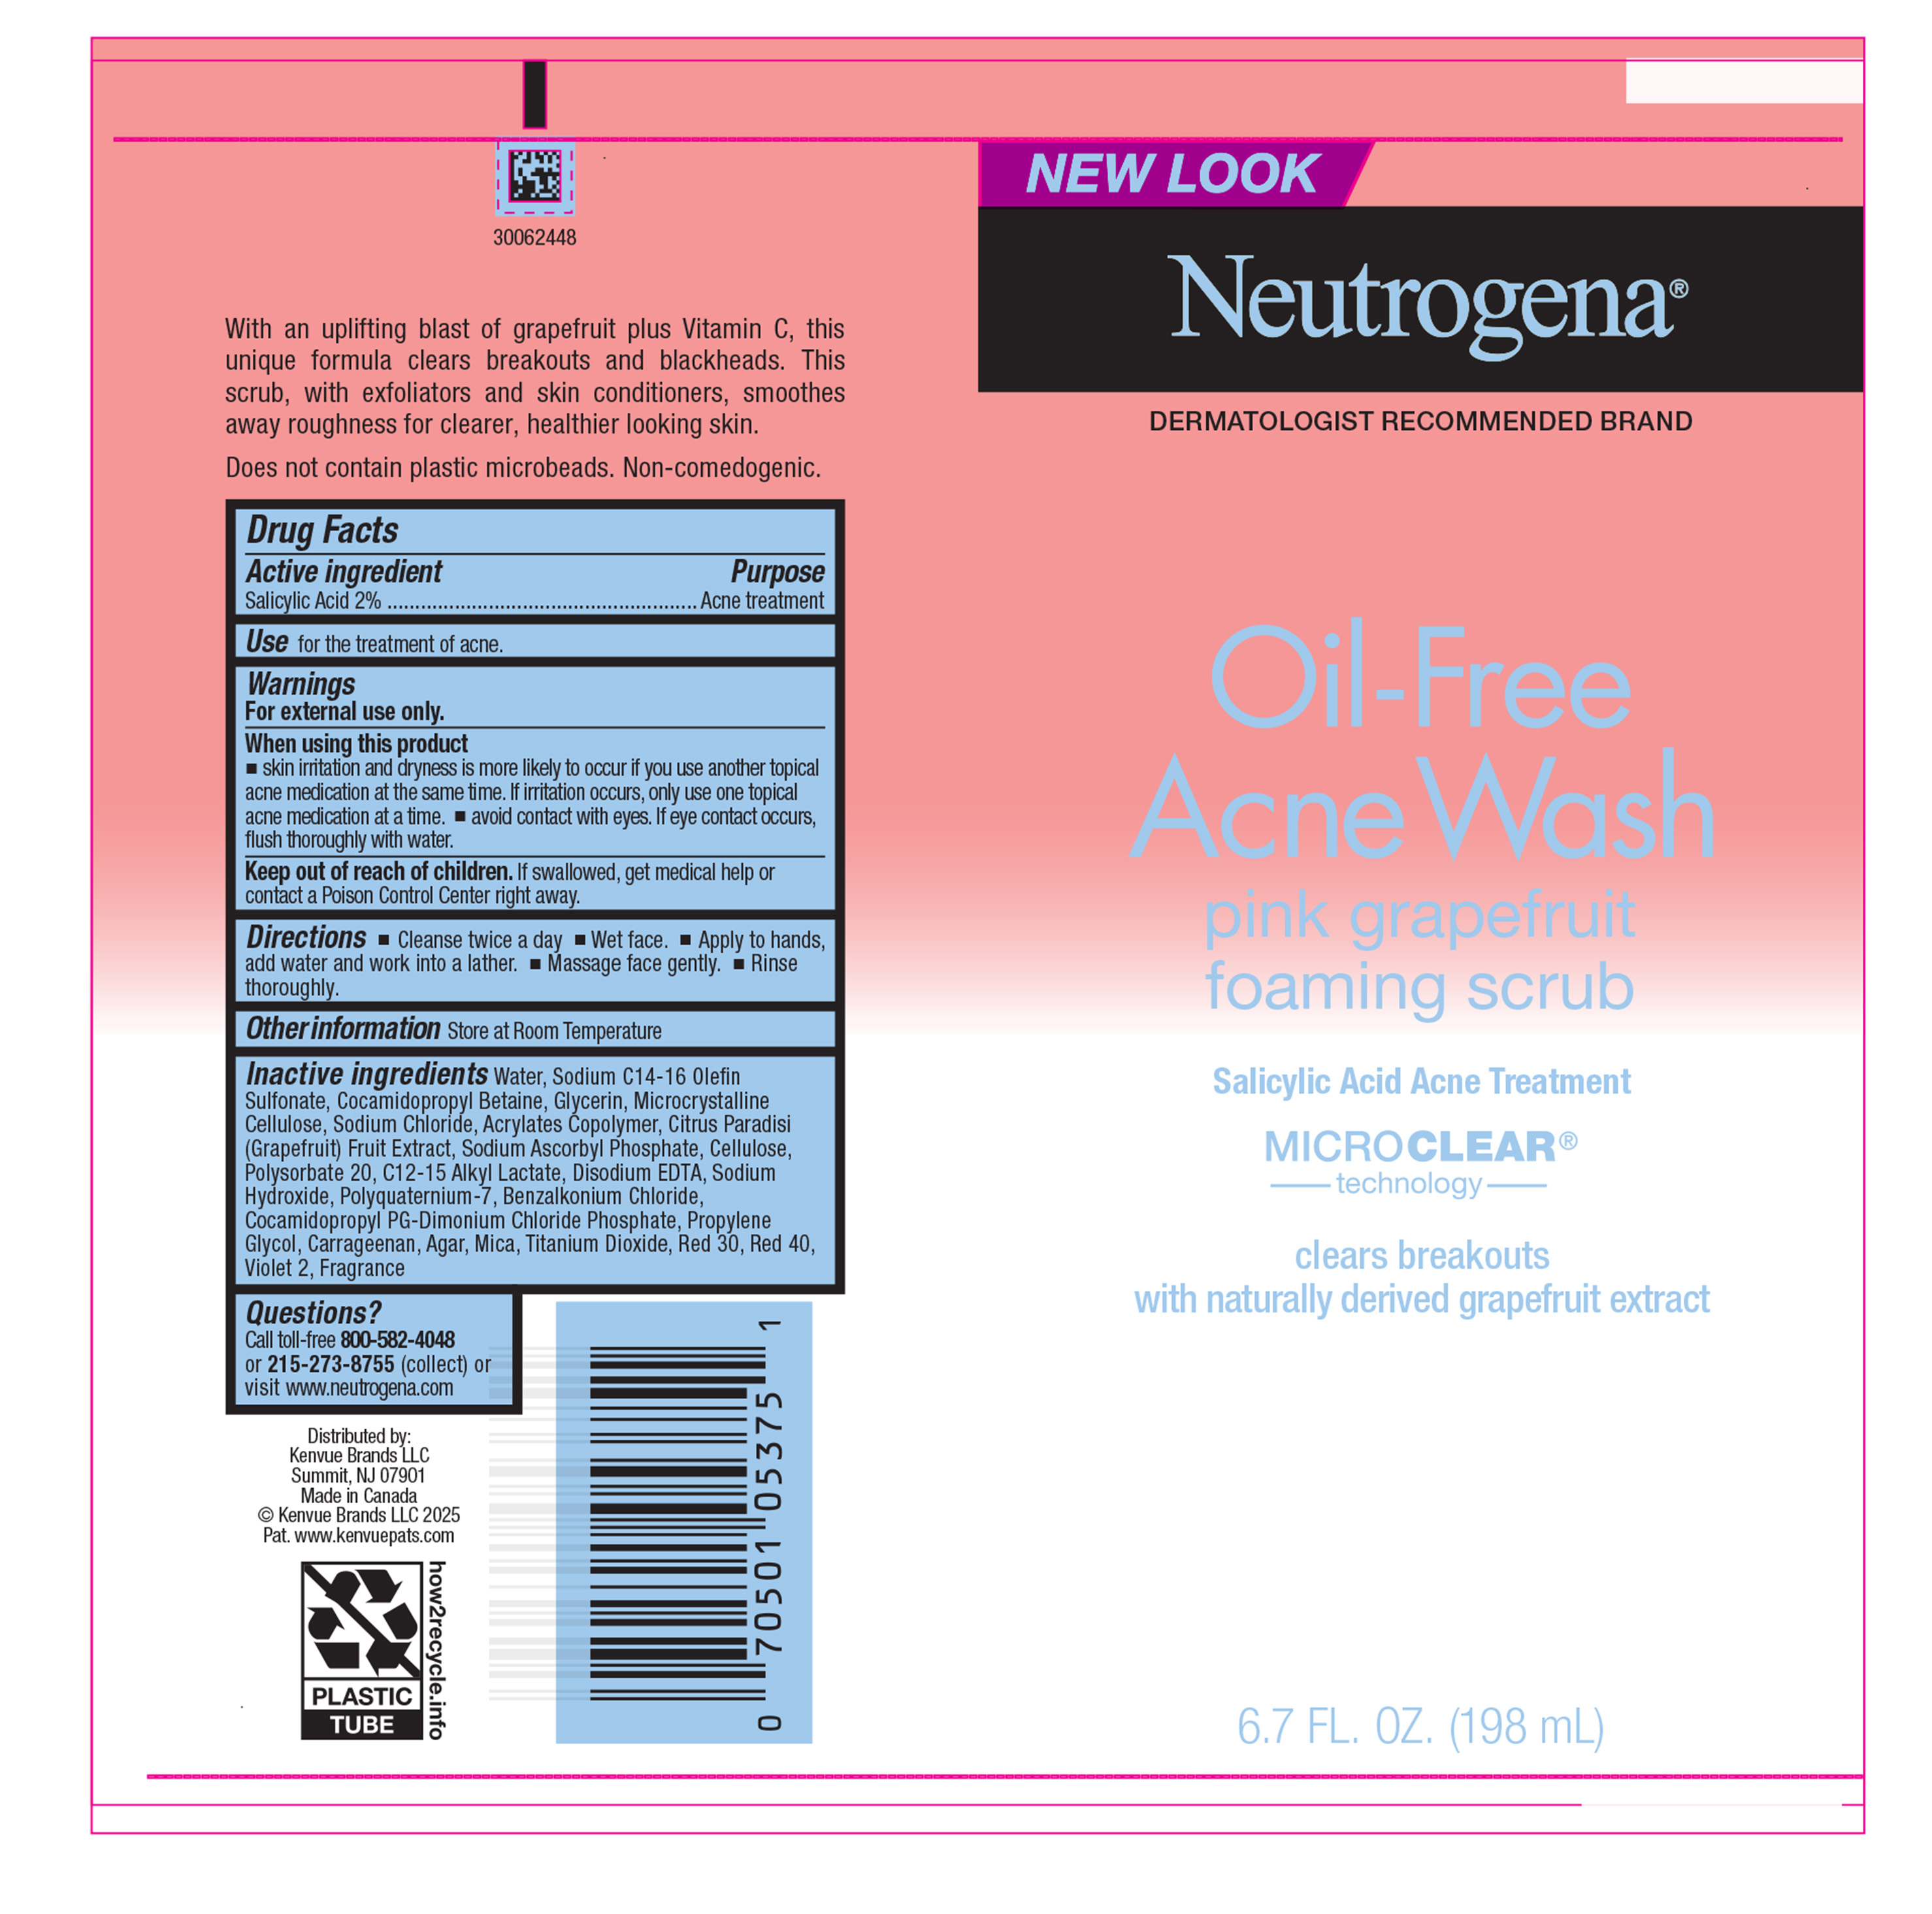 30062448
With an uplifting blast of grapefruit plus Vitamin C, this
unique formula clears breakouts and blackheads. This
scrub, with exfoliators and skin conditioners, smoothes
away roughness for clearer, healthier looking skin.
Does not contain plastic microbeads. Non-comedogenic.
Drug Facts
Active ingredient Purpose
Salicylic Acid 2% ........................................................ Acne treatment
Use for the treatment of acne.
Warnings
For external use only.
When using this product
■ skin irritation and dryness is more likely to occur if you use another topical
acne medication at the same time. If irritation occurs, only use one topical
acne medication at a time. ■ avoid contact with eyes. If eye contact occurs,
flush thoroughly with water.
Keep out of reach of children. If swallowed, get medical help or
contact a Poison Control Center right away.
Directions ■ Cleanse twice a day ■ Wet face. ■ Apply to hands,
add water and work into a lather. ■ Massage face gently. ■ Rinse
thoroughly.
Other information Store at Room Temperature
Inactive ingredients Water, Sodium C14-16 Olefin
Sulfonate, Cocamidopropyl Betaine, Glycerin, Microcrystalline
Cellulose, Sodium Chloride, Acrylates Copolymer, Citrus Paradisi
(Grapefruit) Fruit Extract, Sodium Ascorbyl Phosphate, Cellulose,
Polysorbate 20, C12-15 Alkyl Lactate, Disodium EDTA, Sodium
Hydroxide, Polyquaternium-7, Benzalkonium Chloride,
Cocamidopropyl PG-Dimonium Chloride Phosphate, Propylene
Glycol, Carrageenan, Agar, Mica, Titanium Dioxide, Red 30, Red 40,
Violet 2, Fragrance
Questions?
Call toll-free 800-582-4048
or 215-273-8755 (collect) or
visit www.neutrogena.com
Distributed by:
Kenvue Brands LLC
Summit, NJ 07901
Made in Canada
© Kenvue Brands LLC 2025
Pat. www.kenvuepats.com
PLASTIC
TUBE
how2recycle.info
0 70501 05375 1
NEW LOOK
Neutrogena®
DERMATOLOGIST RECOMMENDED BRAND
Oil-Free
Acne Wash
pink grapefruit
foaming scrub
Salicylic Acid Acne Treatment
MICROCLEAR®
technology
clears breakouts
with naturally derived grapefruit extract
6.7 FL. OZ. (198 mL)